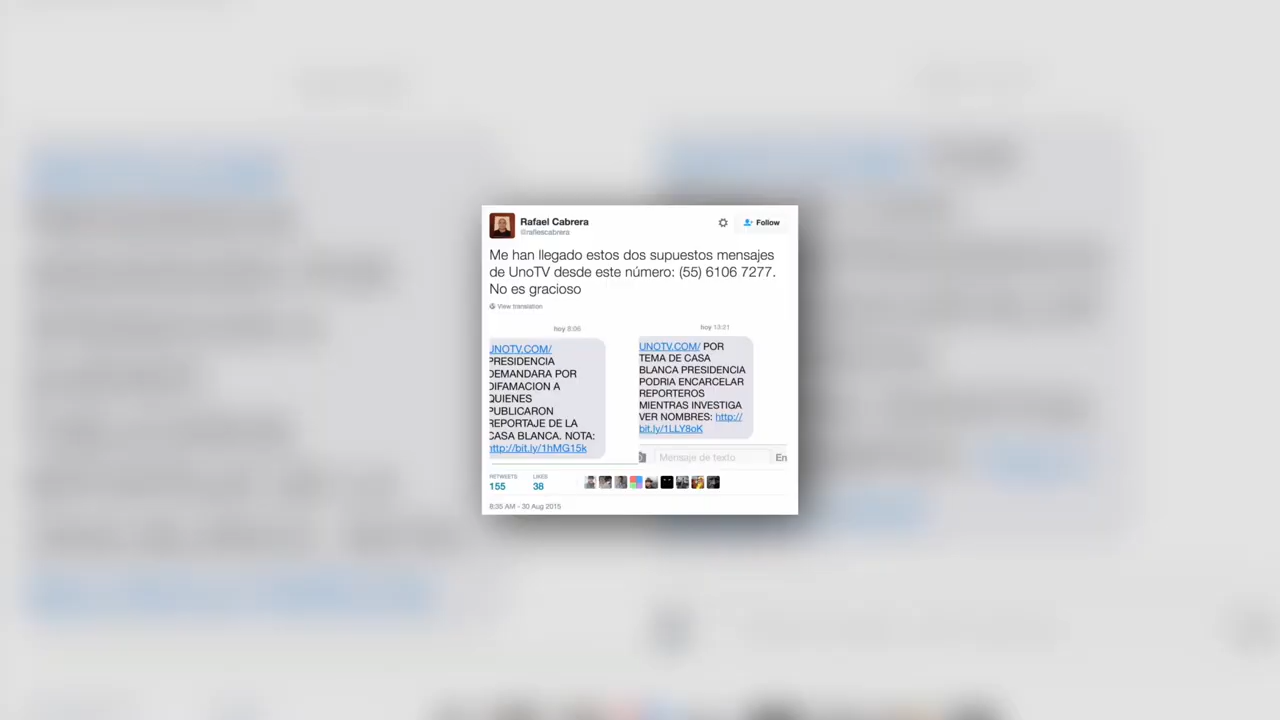 Rafael Cabrera
@rafiescabrera
Follow
Me han llegado estos dos supuestos mensajes
de UnoTV desde este número: (55) 6106 7277.
No es gracioso
View translation
hoy 8:06
UNOTV.COM/
PRESIDENCIA
DEMANDARA POR
DIFAMACION A
QUIENES
PUBLICARON
REPORTAJE DE LA
CASA BLANCA. NOTA:
http://bit.ly/1hMG15k
hoy 13:21
UNOTV.COM/ POR
TEMA DE CASA
BLANCA PRESIDENCIA
PODRIA ENCARCELAR
REPORTEROS
MIENTRAS INVESTIGA
VER NOMBRES: http://
bit.ly/1LLY8oK
Mensaje de texto
En
RETWEETS
155
LIKES
38
8:35 AM - 30 Aug 2015